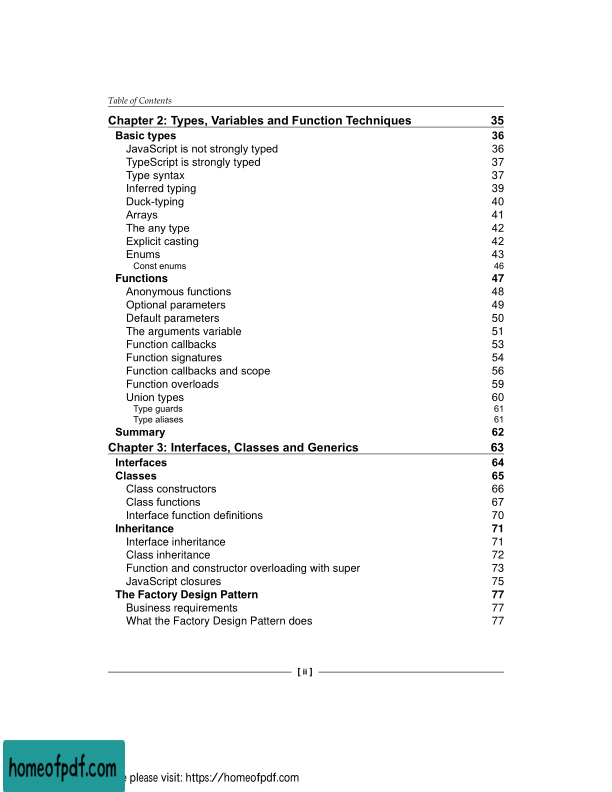 Table of Contents
Chapter 2: Types, Variables and Function Techniques 35
Basic types 36
JavaScript is not strongly typed 36
TypeScript is strongly typed 37
Type syntax 37
Inferred typing 39
Duck-typing 40
Arrays 41
The any type 42
Explicit casting 42
Enums 43
Const enums 46
Functions 47
Anonymous functions 48
Optional parameters 49
Default parameters 50
The arguments variable 51
Function callbacks 53
Function signatures 54
Function callbacks and scope 56
Function overloads 59
Union types 60
Type guards 61
Type aliases 61
Summary 62
Chapter 3: Interfaces, Classes and Generics 63
Interfaces 64
Classes 65
Class constructors 66
Class functions 67
Interface function definitions 70
Inheritance 71
Interface inheritance 71
Class inheritance 72
Function and constructor overloading with super 73
JavaScript closures 75
The Factory Design Pattern 77
Business requirements 77
What the Factory Design Pattern does 77
[ ii ]
homeofpdf.com
please visit: https://homeofpdf.com